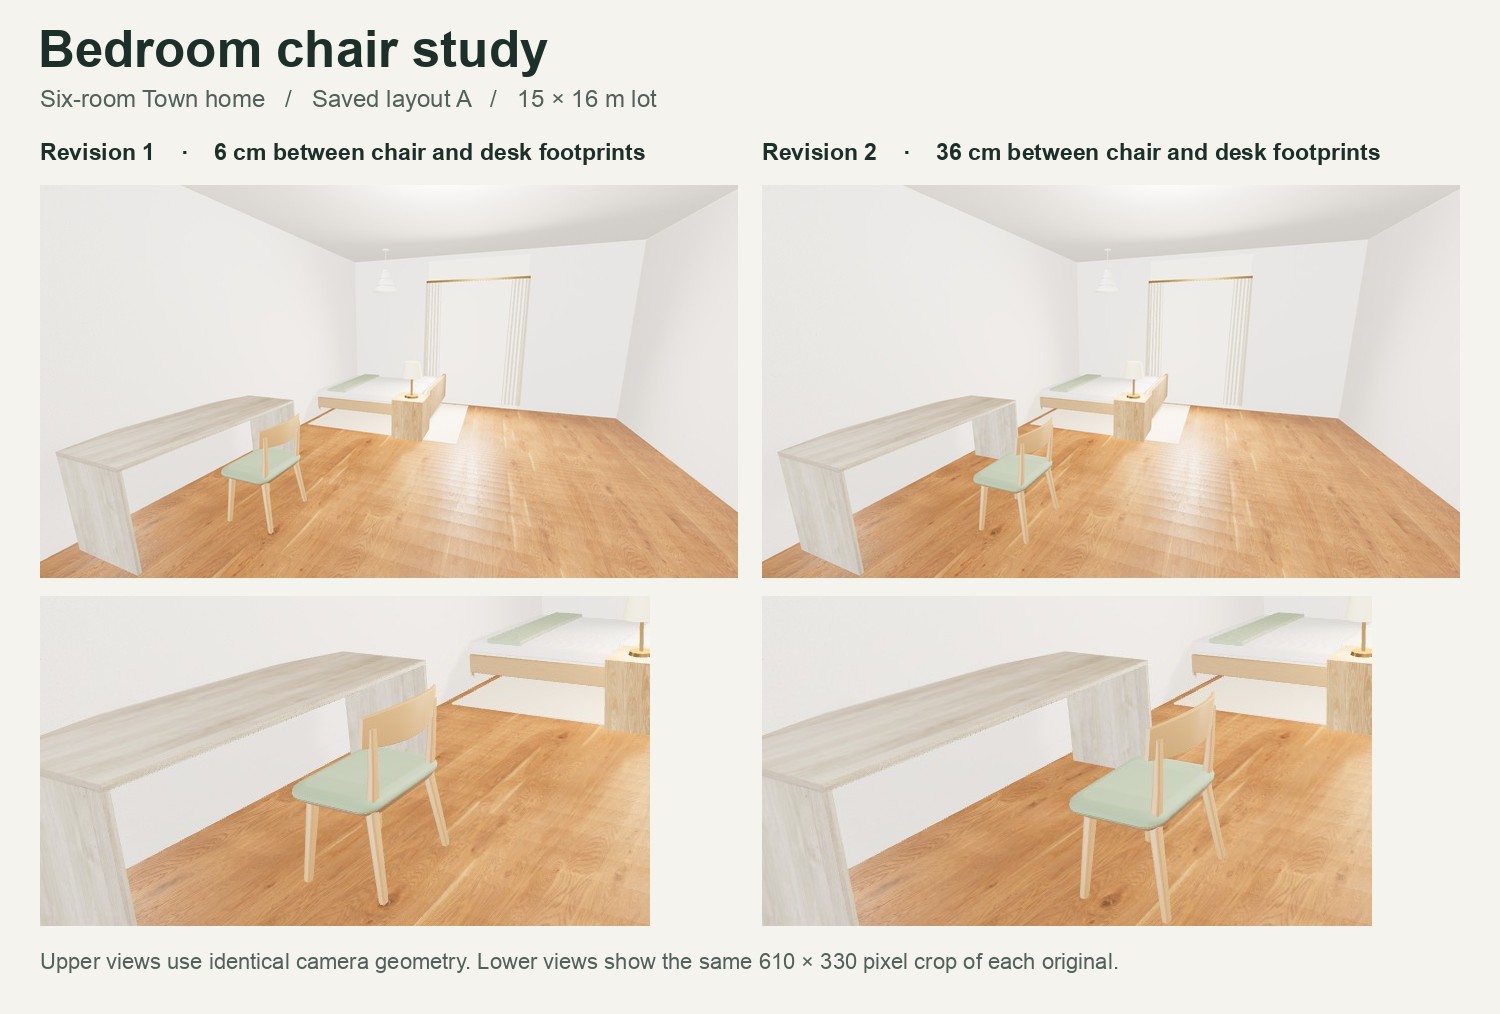 Bedroom chair study
Six-room Town home / Saved layout A / 15 × 16 m lot
Revision 1 · 6 cm between chair and desk footprints
Revision 2 · 36 cm between chair and desk footprints
Upper views use identical camera geometry. Lower views show the same 610 × 330 pixel crop of each original.